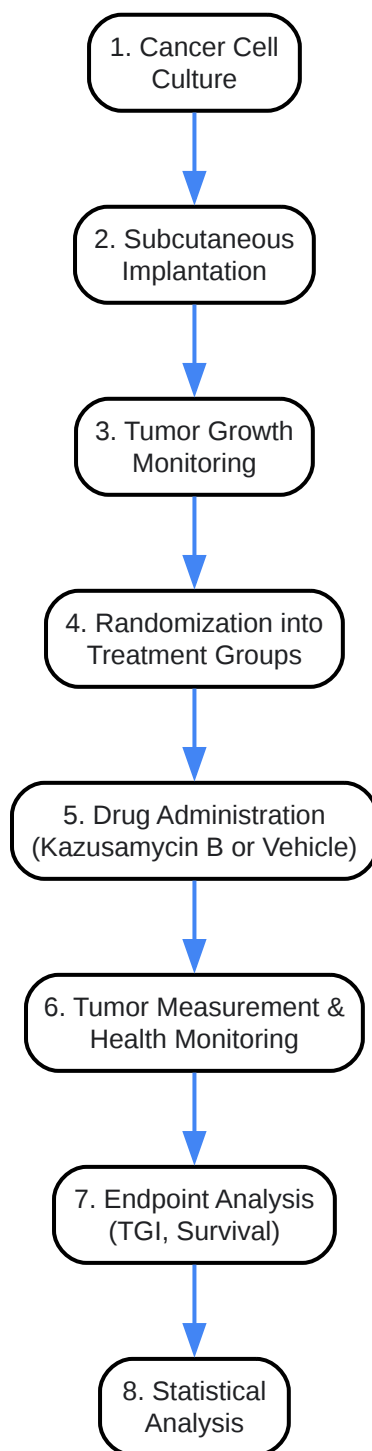 1. Cancer Cell
Culture
2. Subcutaneous
Implantation
3. Tumor Growth
Monitoring
4. Randomization into
Treatment Groups
5. Drug Administration
(Kazusamycin B or Vehicle)
6. Tumor Measurement &
Health Monitoring
7. Endpoint Analysis
(TGI, Survival)
8. Statistical
Analysis